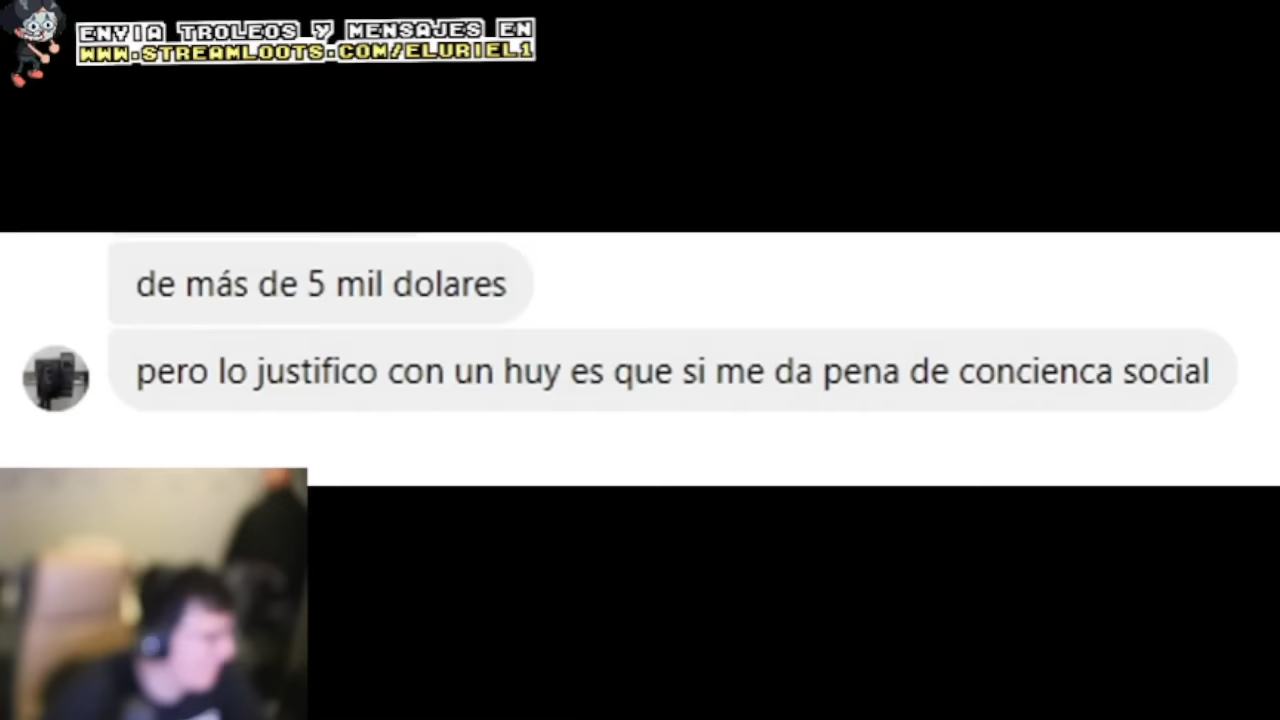 ENVIA TROLEOS Y MENSAJES EN
WWW.STREAMLOOTS.COM/ELURIEL1
de más de 5 mil dolares
pero lo justifico con un huy es que si me da pena de concienca social